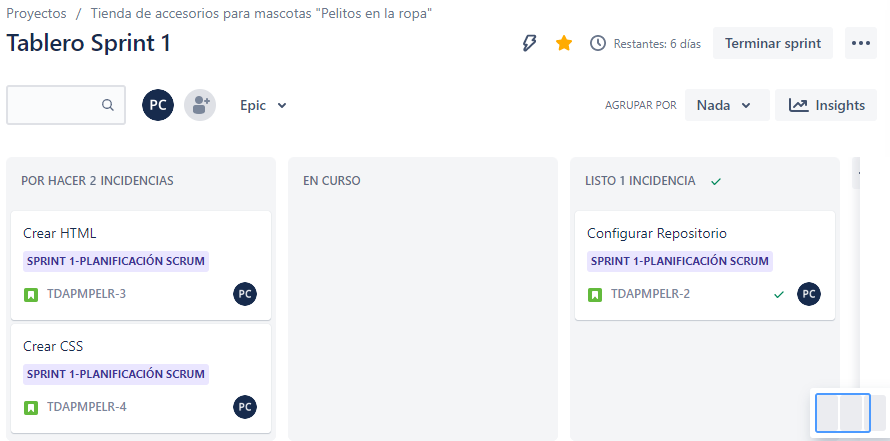 Proyectos / Tienda de accesorios para mascotas "Pelitos en la ropa"
Tablero Sprint 1
Restantes: 6 días
Terminar sprint
PC
Epic
AGRUPAR POR
Nada
Insights
POR HACER 2 INCIDENCIAS
Crear HTML
SPRINT 1-PLANIFICACIÓN SCRUM
TDAPMPELR-3
PC
Crear CSS
SPRINT 1-PLANIFICACIÓN SCRUM
TDAPMPELR-4
PC
EN CURSO
LISTO 1 INCIDENCIA
Configurar Repositorio
SPRINT 1-PLANIFICACIÓN SCRUM
TDAPMPELR-2
PC